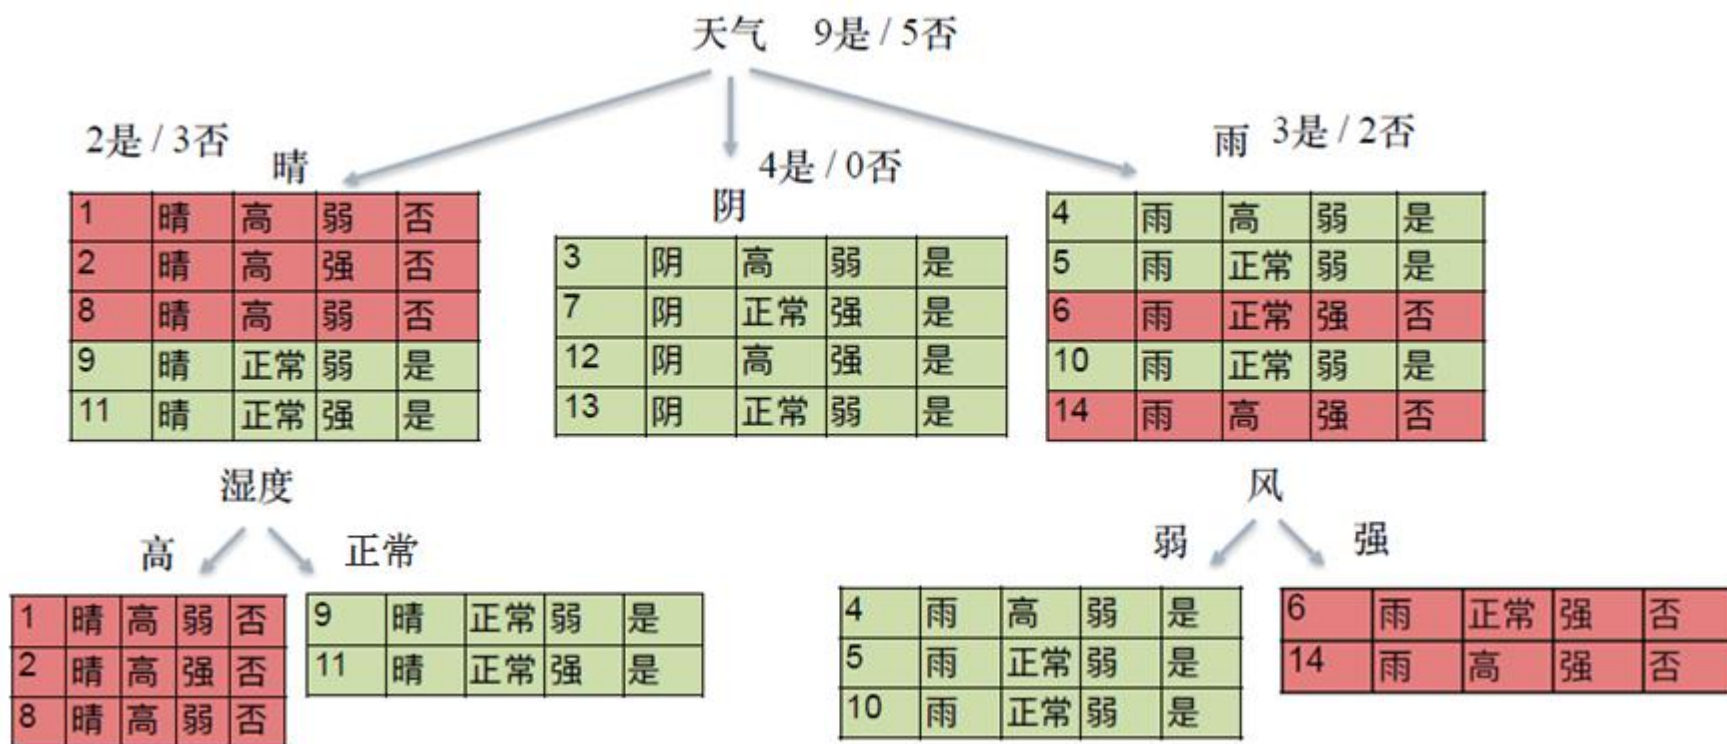 天气 9是 / 5否
2是 / 3否
晴
1 晴 高 弱 否
2 晴 高 强 否
8 晴 高 弱 否
9 晴 正常 弱 是
11 晴 正常 强 是
4是 / 0否
阴
3 阴 高 弱 是
7 阴 正常 强 是
12 阴 高 强 是
13 阴 正常 弱 是
雨 3是 / 2否
4 雨 高 弱 是
5 雨 正常 弱 是
6 雨 正常 强 否
10 雨 正常 弱 是
14 雨 高 强 否
湿度
高 正常
1 晴 高 弱 否
2 晴 高 强 否
8 晴 高 弱 否
9 晴 正常 弱 是
11 晴 正常 强 是
风
弱 强
4 雨 高 弱 是
5 雨 正常 弱 是
10 雨 正常 弱 是
6 雨 正常 强 否
14 雨 高 强 否